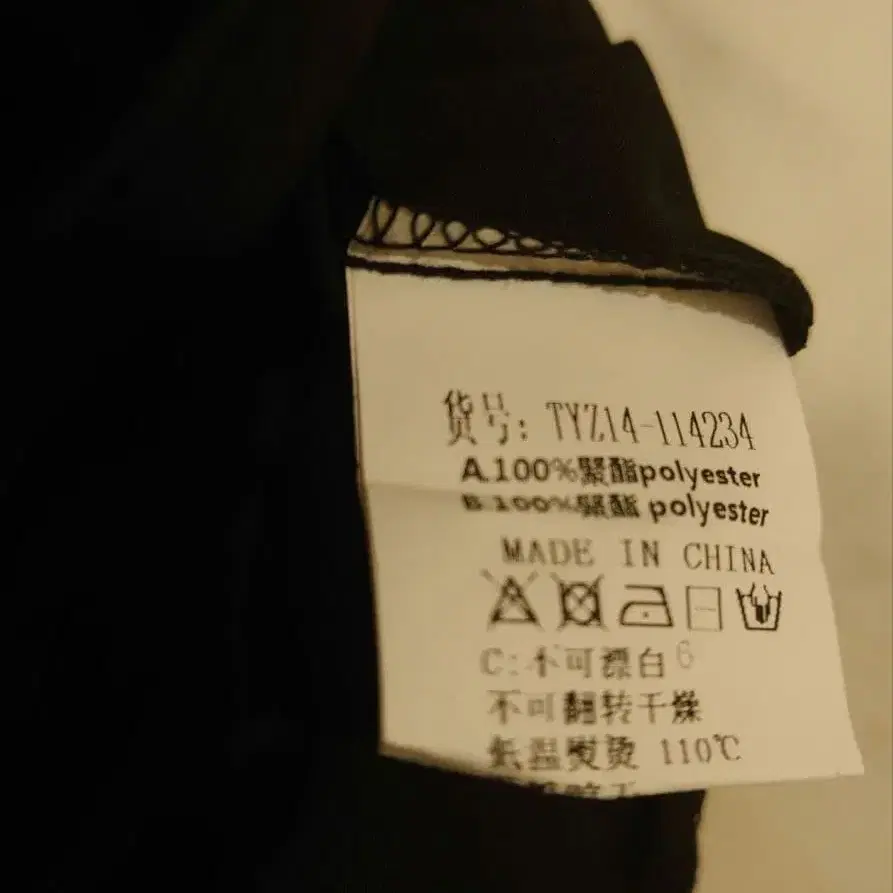 货号: TYZ14-114234
A.100%聚酯polyester
B.100%聚酯 polyester
MADE IN CHINA
C:不可漂白 6
不可翻转干燥
低温熨烫 110℃